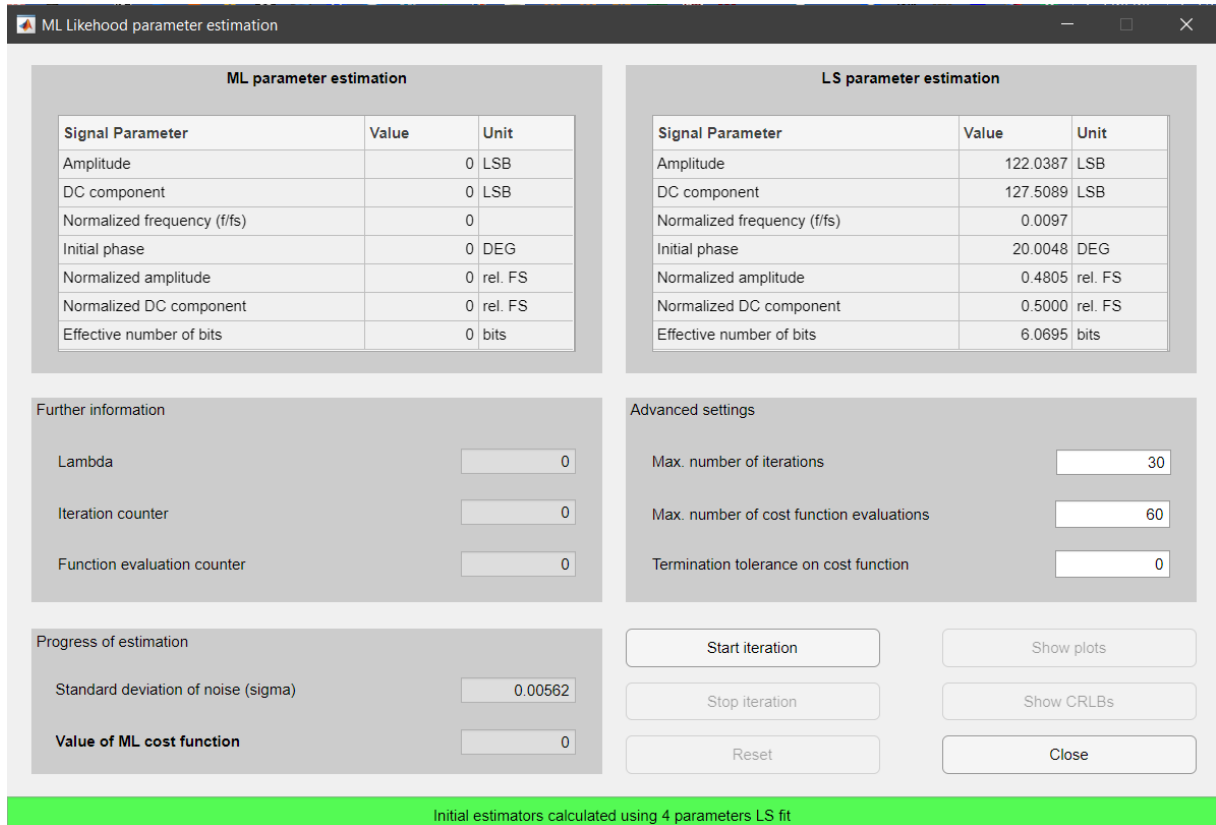 ML Likehood parameter estimation
ML parameter estimation
Signal Parameter Value Unit
Amplitude 0 LSB
DC component 0 LSB
Normalized frequency (f/fs) 0
Initial phase 0 DEG
Normalized amplitude 0 rel. FS
Normalized DC component 0 rel. FS
Effective number of bits 0 bits
LS parameter estimation
Signal Parameter Value Unit
Amplitude 122.0387 LSB
DC component 127.5089 LSB
Normalized frequency (f/fs) 0.0097
Initial phase 20.0048 DEG
Normalized amplitude 0.4805 rel. FS
Normalized DC component 0.5000 rel. FS
Effective number of bits 6.0695 bits
Further information
Lambda 0
Iteration counter 0
Function evaluation counter 0
Advanced settings
Max. number of iterations 30
Max. number of cost function evaluations 60
Termination tolerance on cost function 0
Progress of estimation
Standard deviation of noise (sigma) 0.00562
Value of ML cost function 0
Start iteration Show plots
Stop iteration Show CRLBs
Reset Close
Initial estimators calculated using 4 parameters LS fit